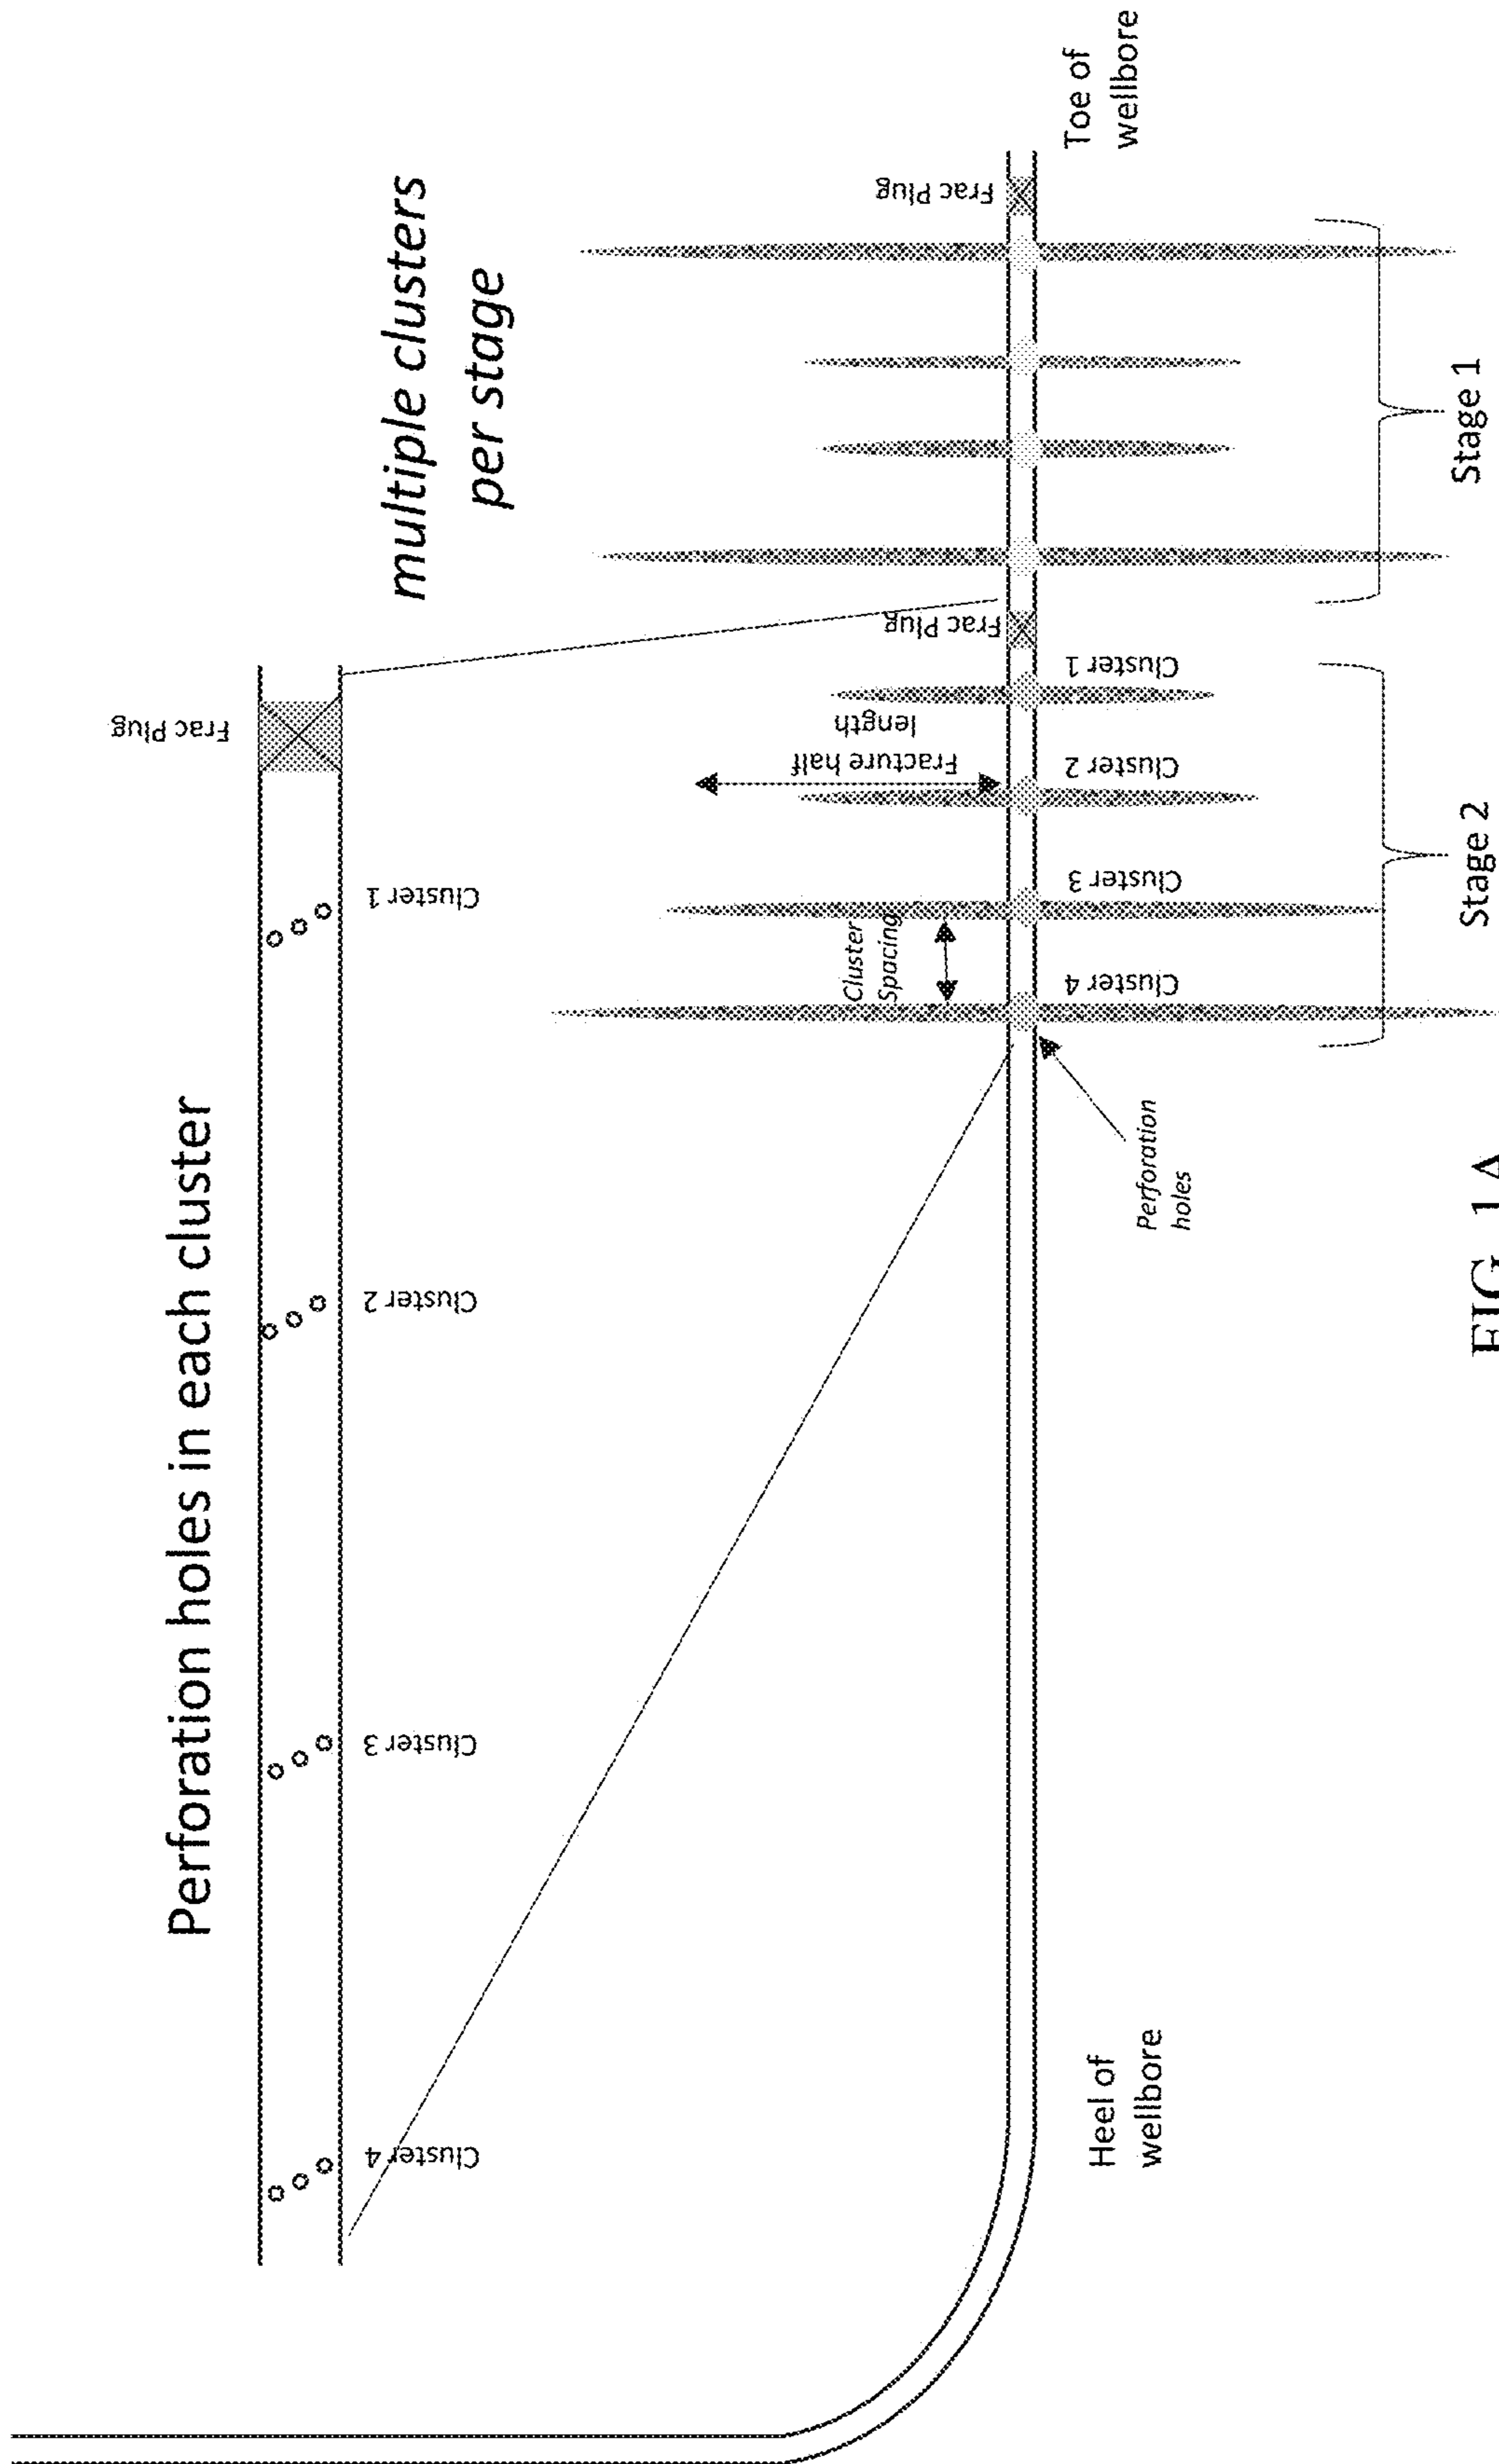 Perforation holes in each cluster
Frac Plug
Cluster 4
Cluster 3
Cluster 2
Cluster 1
multiple clusters
per stage
Fracture half
length
Cluster
Spacing
Frac Plug
Frac Plug
Cluster 4
Cluster 3
Cluster 2
Cluster 1
Perforation
holes
Heel of
wellbore
Toe of
wellbore
Stage 2
Stage 1
FIG. 1A